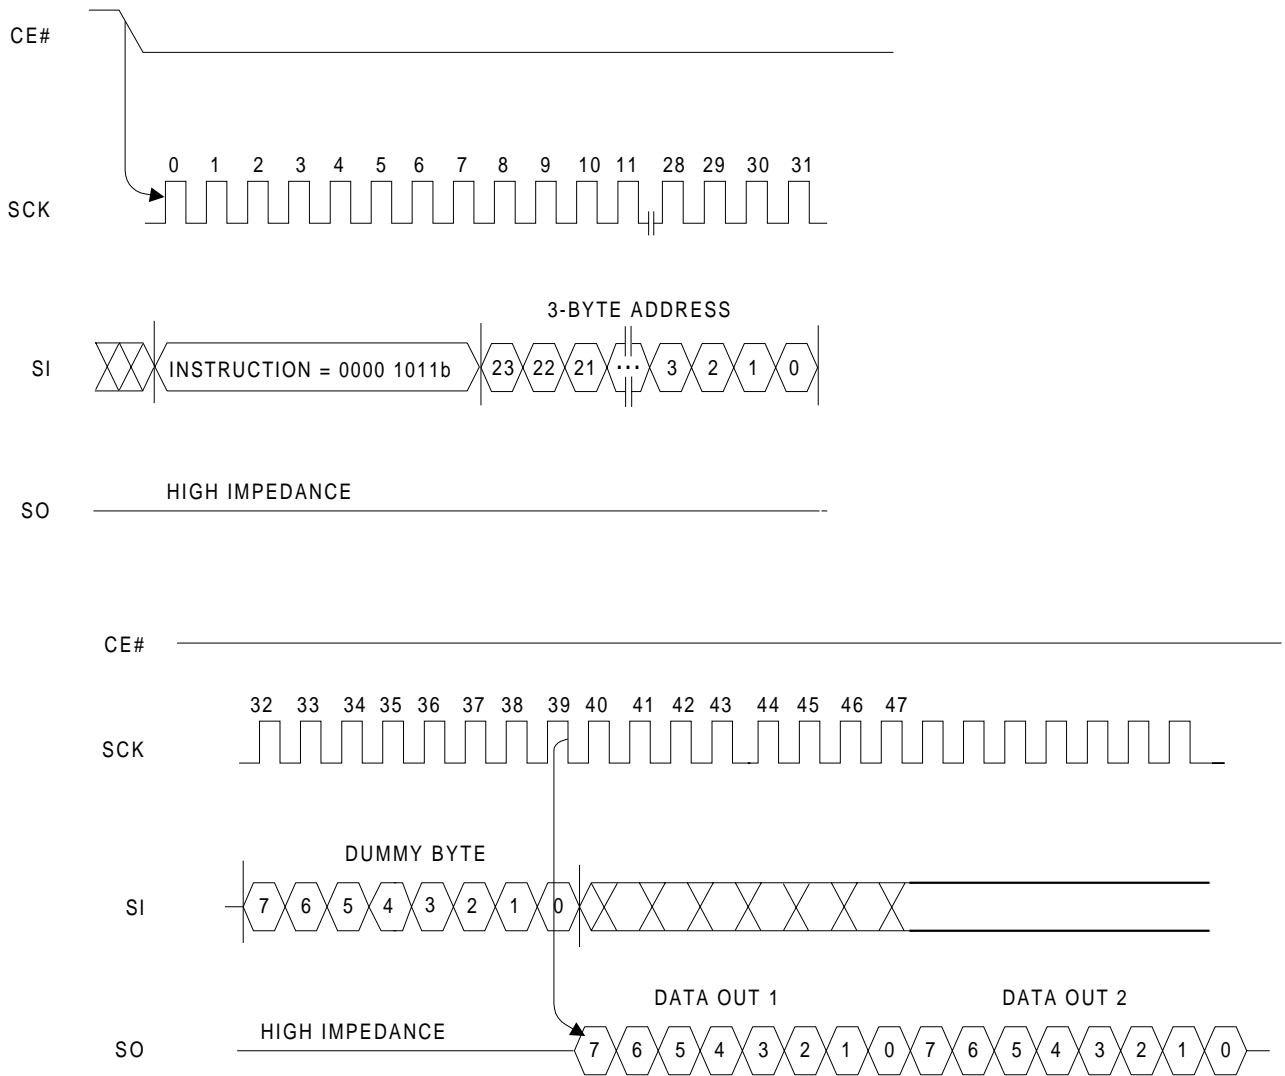 CE#
0 1 2 3 4 5 6 7 8 9 10 11 28 29 30 31
SCK
3-BYTE ADDRESS
SI INSTRUCTION = 0000 1011b 23 22 21 ... 3 2 1 0
HIGH IMPEDANCE
SO
CE#
32 33 34 35 36 37 38 39 40 41 42 43 44 45 46 47
SCK
DUMMY BYTE
SI 7 6 5 4 3 2 1 0
DATA OUT 1 DATA OUT 2
HIGH IMPEDANCE
SO 7 6 5 4 3 2 1 0 7 6 5 4 3 2 1 0